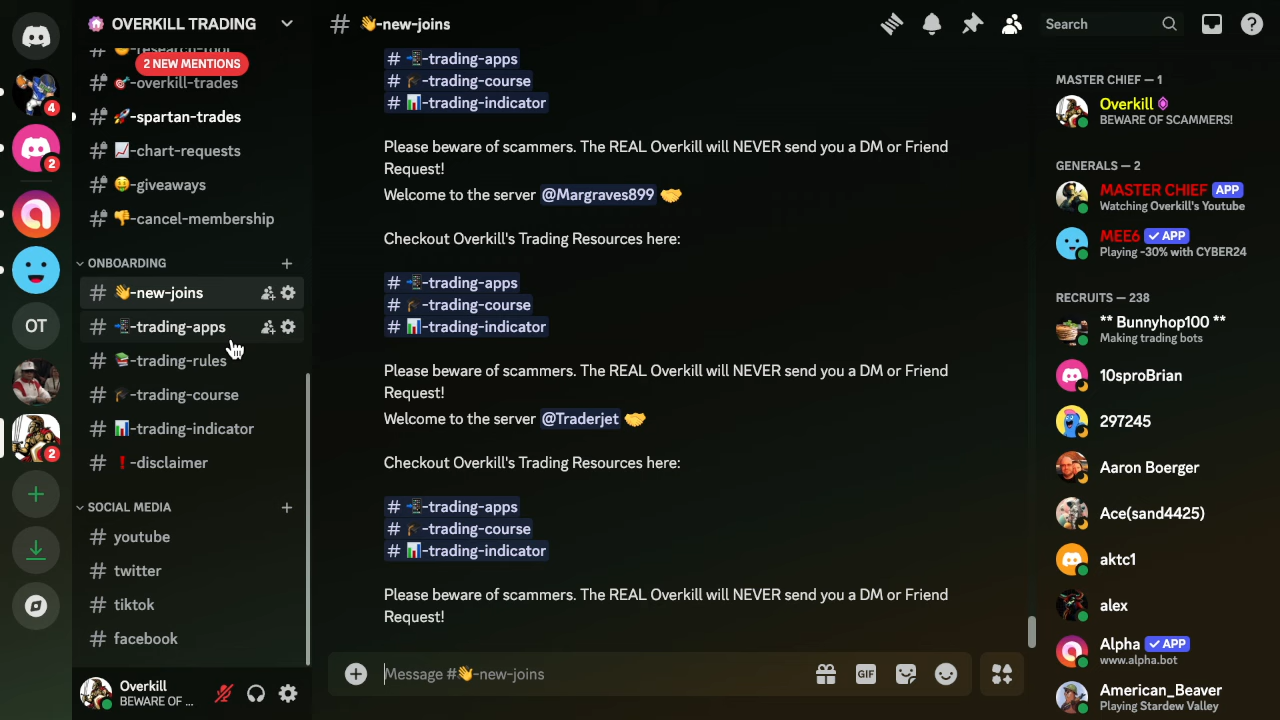 OVERKILL TRADING
-research-tool
2 NEW MENTIONS
-overkill-trades
-spartan-trades
-chart-requests
-giveaways
-cancel-membership
ONBOARDING
# -new-joins
# -trading-apps
# -trading-rules
# -trading-course
# -trading-indicator
# -disclaimer
SOCIAL MEDIA
# youtube
# twitter
# tiktok
# facebook
Overkill
BEWARE OF ...
4
2
OT
2
# 👋-new-joins
Search
# 📲-trading-apps
# 🎓-trading-course
# 📊-trading-indicator
Please beware of scammers. The REAL Overkill will NEVER send you a DM or Friend
Request!
Welcome to the server @Margraves899 🤝
Checkout Overkill's Trading Resources here:
# 📲-trading-apps
# 🎓-trading-course
# 📊-trading-indicator
Please beware of scammers. The REAL Overkill will NEVER send you a DM or Friend
Request!
Welcome to the server @Traderjet 🤝
Checkout Overkill's Trading Resources here:
# 📲-trading-apps
# 🎓-trading-course
# 📊-trading-indicator
Please beware of scammers. The REAL Overkill will NEVER send you a DM or Friend
Request!
Message #👋-new-joins
GIF
MASTER CHIEF — 1
Overkill
BEWARE OF SCAMMERS!
GENERALS — 2
MASTER CHIEF APP
Watching Overkill's Youtube
MEE6 ✓ APP
Playing -30% with CYBER24
RECRUITS — 238
** Bunnyhop100 **
Making trading bots
10sproBrian
297245
Aaron Boerger
Ace(sand4425)
aktc1
alex
Alpha ✓ APP
www.alpha.bot
American_Beaver
Playing Stardew Valley